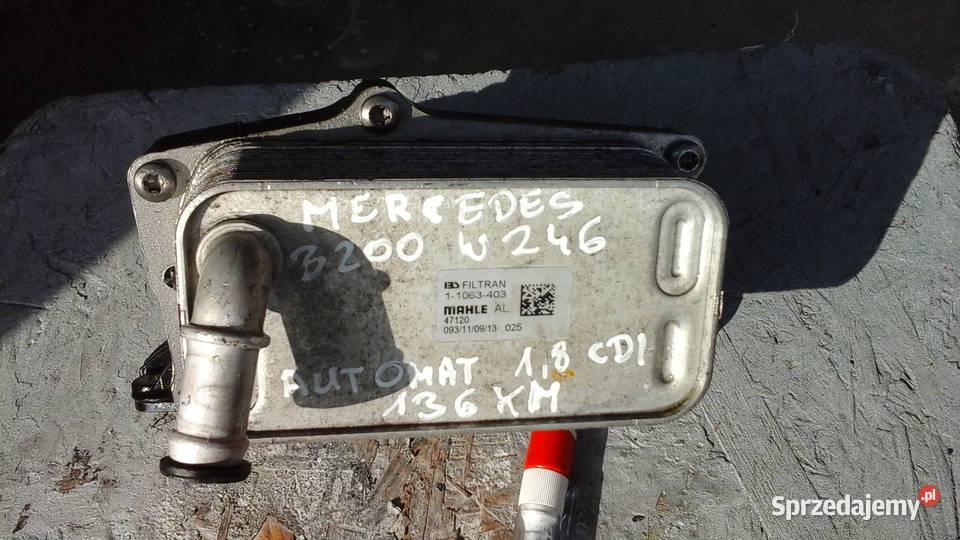 MERCEDES
B200 W246
IBS FILTRAN
1-1063-403
MAHLE AL
47120
093/11/09/13 025
AUTOMAT 1,8 CDI
136 KM
Sprzedajemy.pl